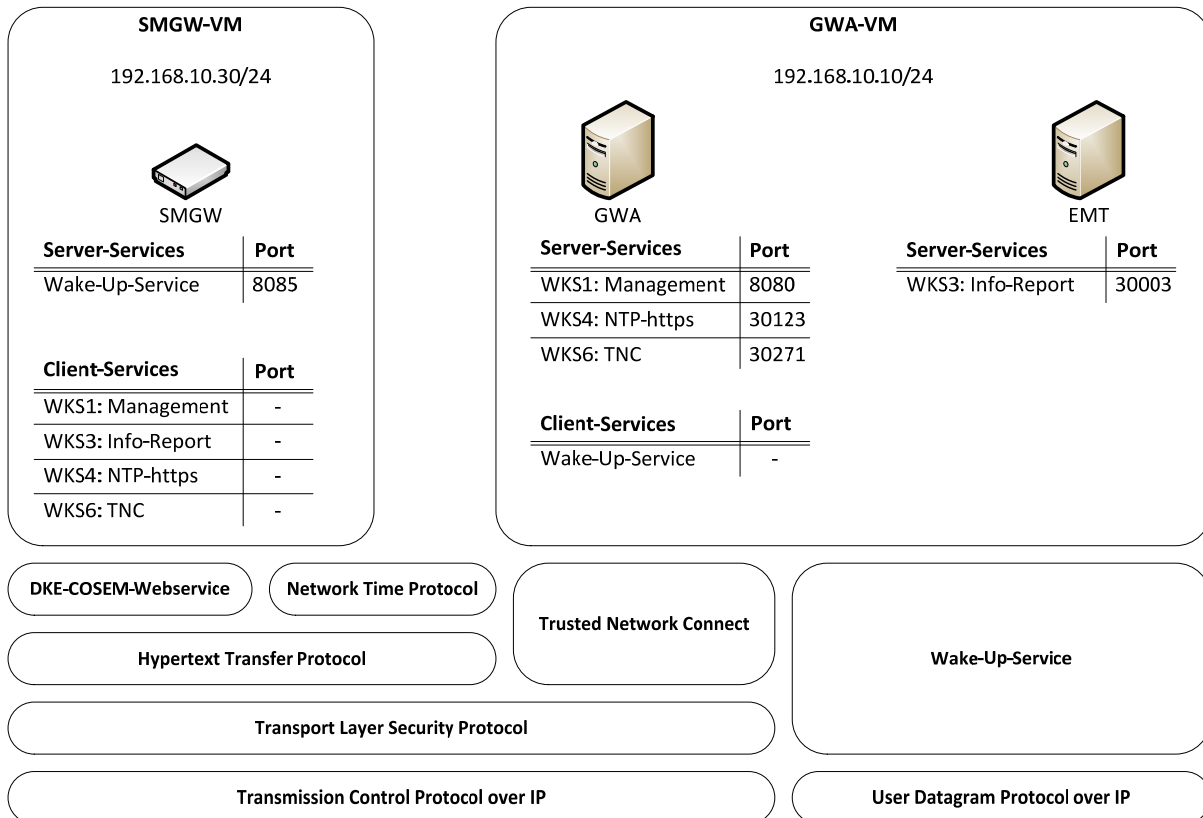 SMGW-VM
192.168.10.30/24
SMGW
Server-Services Port
Wake-Up-Service 8085
Client-Services Port
WKS1: Management -
WKS3: Info-Report -
WKS4: NTP-https -
WKS6: TNC -
GWA-VM
192.168.10.10/24
GWA
Server-Services Port
WKS1: Management 8080
WKS4: NTP-https 30123
WKS6: TNC 30271
Client-Services Port
Wake-Up-Service -
EMT
Server-Services Port
WKS3: Info-Report 30003
DKE-COSEM-Webservice
Network Time Protocol
Trusted Network Connect
Wake-Up-Service
Hypertext Transfer Protocol
Transport Layer Security Protocol
Transmission Control Protocol over IP
User Datagram Protocol over IP